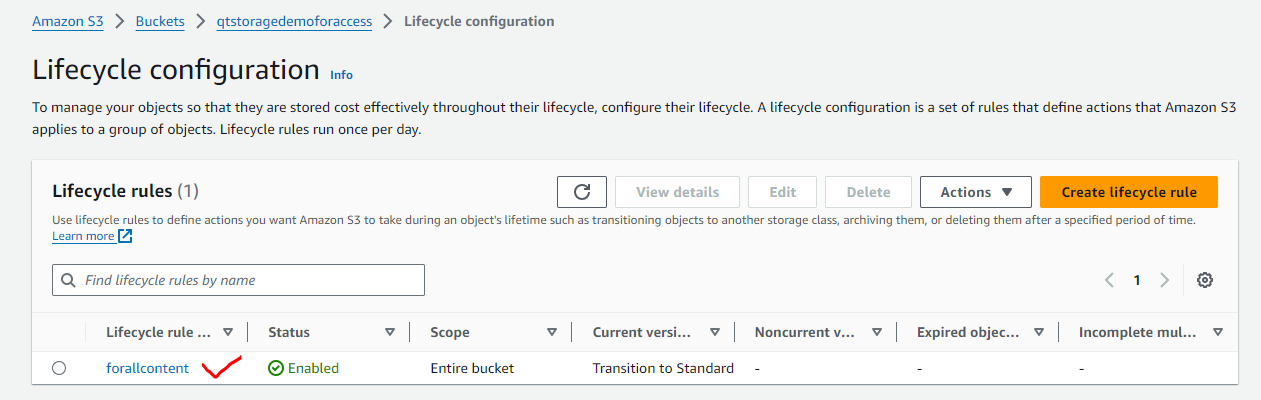 Amazon S3 > Buckets > qtstoragedemoforaccess > Lifecycle configuration
Lifecycle configuration Info
To manage your objects so that they are stored cost effectively throughout their lifecycle, configure their lifecycle. A lifecycle configuration is a set of rules that define actions that Amazon S3
applies to a group of objects. Lifecycle rules run once per day.
Lifecycle rules (1) View details Edit Delete Actions Create lifecycle rule
Use lifecycle rules to define actions you want Amazon S3 to take during an object's lifetime such as transitioning objects to another storage class, archiving them, or deleting them after a specified period of time.
Learn more
Find lifecycle rules by name 1
Lifecycle rule ... Status Scope Current versi... Noncurrent v... Expired objec... Incomplete mul...
forallcontent Enabled Entire bucket Transition to Standard - - -